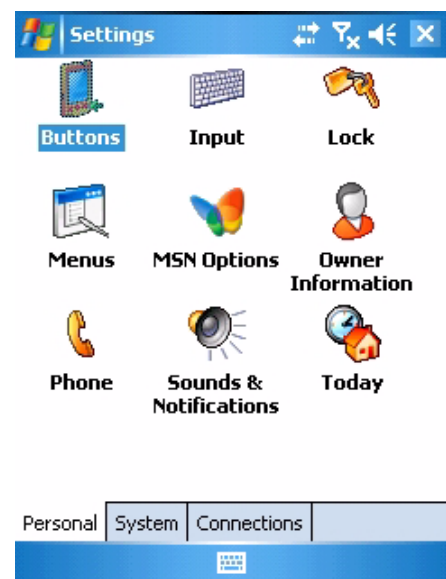 Settings
Buttons Input Lock
Menus MSN Options Owner
Information
Phone Sounds & Today
Notifications
Personal System Connections